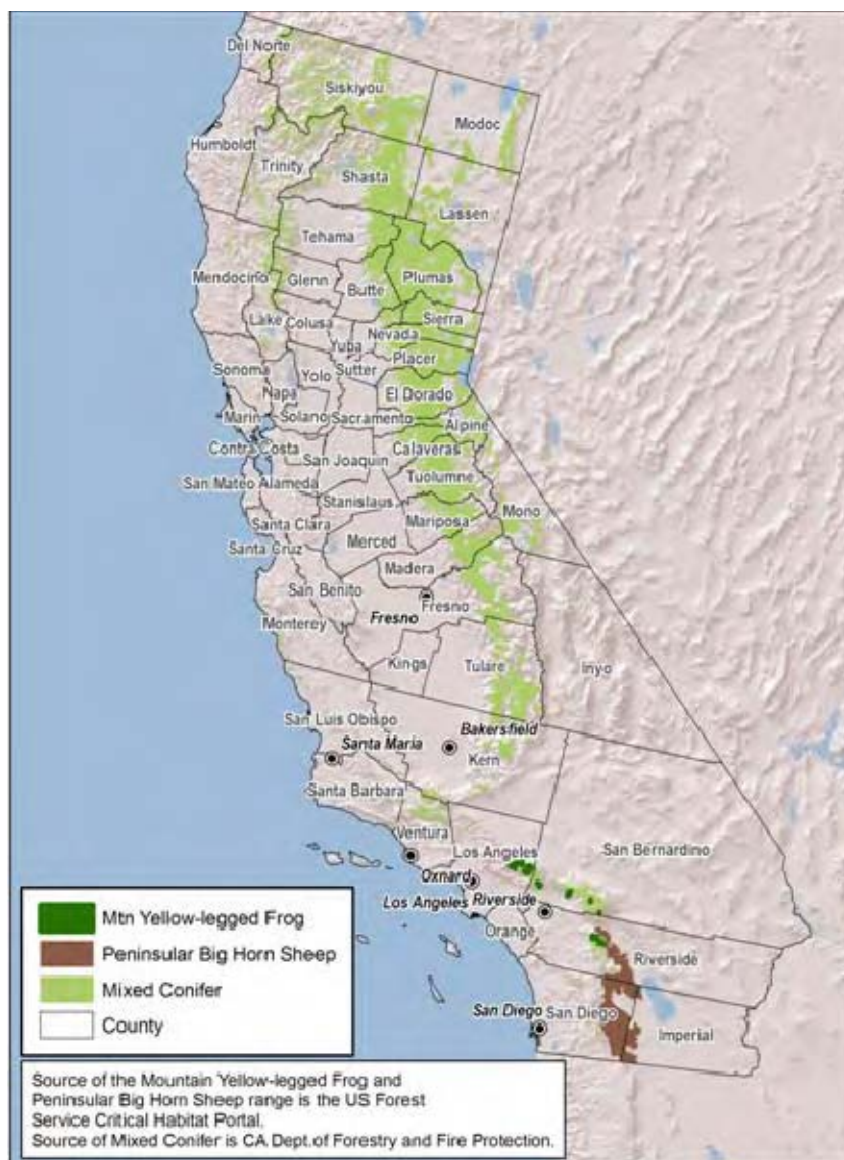 Del Norte
Siskiyou
Modoc
Humboldt
Trinity
Shasta
Lassen
Tehama
Mendocino
Glenn
Butte
Plumas
Lake
Colusa
Sierra
Nevada
Yuba
Placer
Sonoma
Yolo
Sutter
Napa
El Dorado
Marin
Solano
Sacramento
Alpine
Contra Costa
Calaveras
San Joaquin
San Mateo
Alameda
Tuolumne
Stanislaus
Mono
Santa Clara
Mariposa
Santa Cruz
Merced
Madera
San Benito
Fresno
Fresno
Monterey
Kings
Tulare
Inyo
San Luis Obispo
Bakersfield
Santa Maria
Kern
Santa Barbara
Ventura
Los Angeles
San Bernardino
Oxnard
Los Angeles
Riverside
Orange
Riverside
San Diego
San Diego
Imperial
Mtn Yellow-legged Frog
Peninsular Big Horn Sheep
Mixed Conifer
County
Source of the Mountain Yellow-legged Frog and
Peninsular Big Horn Sheep range is the US Forest
Service Critical Habitat Portal.
Source of Mixed Conifer is CA.Dept.of Forestry and Fire Protection.